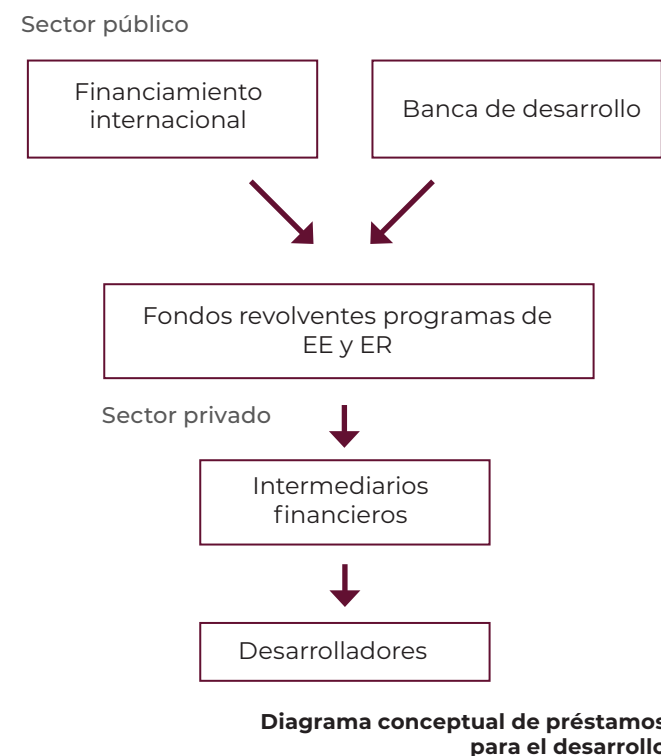 Sector público
Financiamiento
internacional
Banca de desarrollo
Fondos revolventes programas de
EE y ER
Sector privado
Intermediarios
financieros
Desarrolladores
Diagrama conceptual de préstamos
para el desarrollo